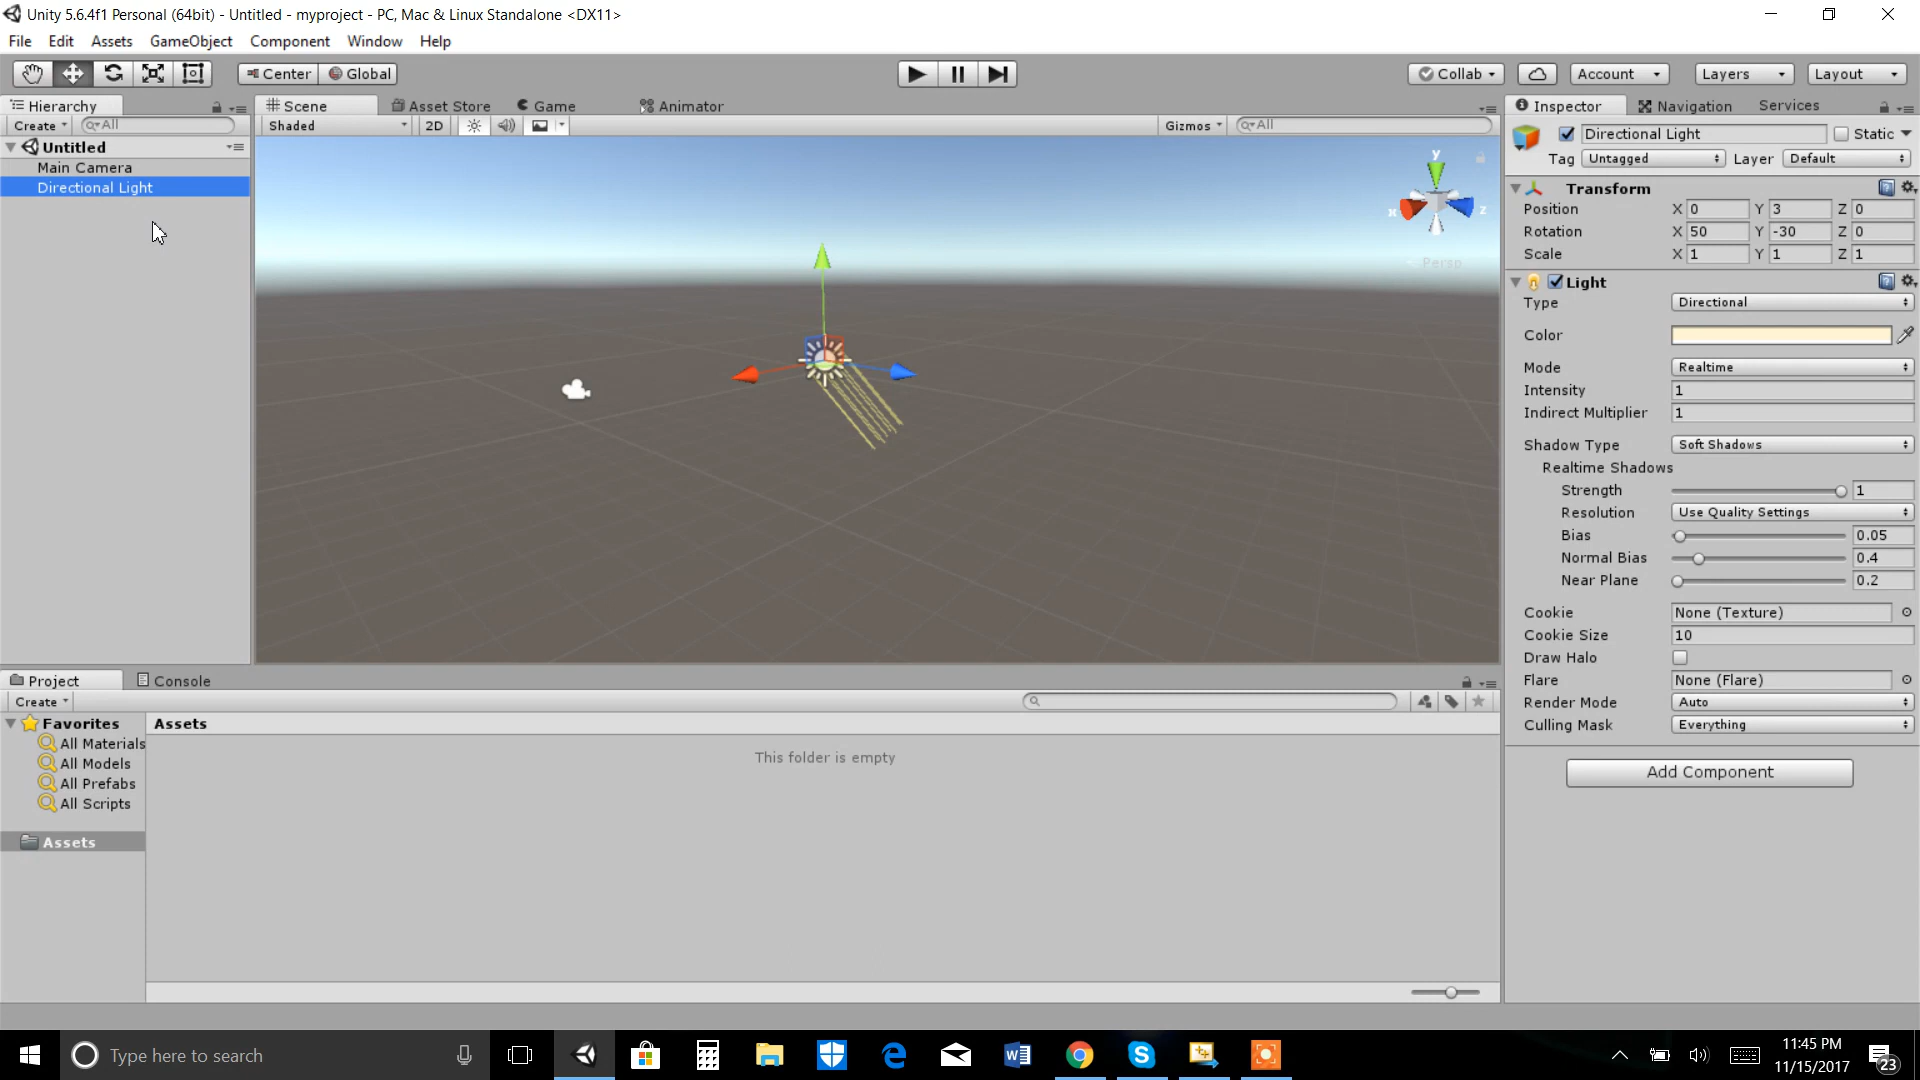 Unity 5.6.4f1 Personal (64bit) - Untitled - myproject - PC, Mac & Linux Standalone <DX11>
File Edit Assets GameObject Component Window Help
Center Global Collab Account Layers Layout
Hierarchy Scene Asset Store Game Animator Inspector Navigation Services
Create All Shaded 2D Gizmos All
Untitled
Main Camera
Directional Light
y
x
z
Persp
Directional Light Static
Tag Untagged Layer Default
Transform
Position X 0 Y 3 Z 0
Rotation X 50 Y -30 Z 0
Scale X 1 Y 1 Z 1
Light
Type Directional
Color
Mode Realtime
Intensity 1
Indirect Multiplier 1
Shadow Type Soft Shadows
Realtime Shadows
Strength 1
Resolution Use Quality Settings
Bias 0.05
Normal Bias 0.4
Near Plane 0.2
Cookie None (Texture)
Cookie Size 10
Draw Halo
Flare None (Flare)
Render Mode Auto
Culling Mask Everything
Add Component
Project Console
Create
Favorites
All Materials
All Models
All Prefabs
All Scripts
Assets
Assets
This folder is empty
Type here to search
11:45 PM
11/15/2017
23